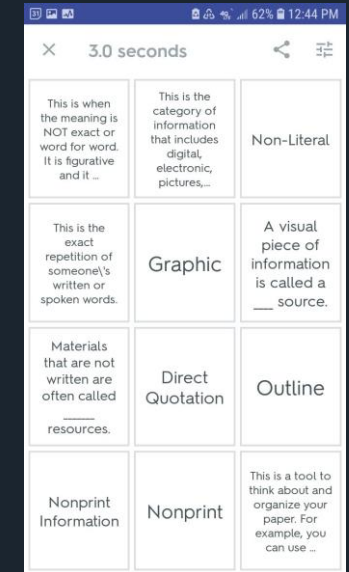 31 62% 12:44 PM
3.0 seconds
This is when
the meaning is
NOT exact or
word for word.
It is figurative
and it ...
This is the
category of
information
that includes
digital,
electronic,
pictures,...
Non-Literal
This is the
exact
repetition of
someone\'s
written or
spoken words.
Graphic
A visual
piece of
information
is called a
___ source.
Materials
that are not
written are
often called
______
resources.
Direct
Quotation
Outline
Nonprint
Information
Nonprint
This is a tool to
think about and
organize your
paper. For
example, you
can use ...